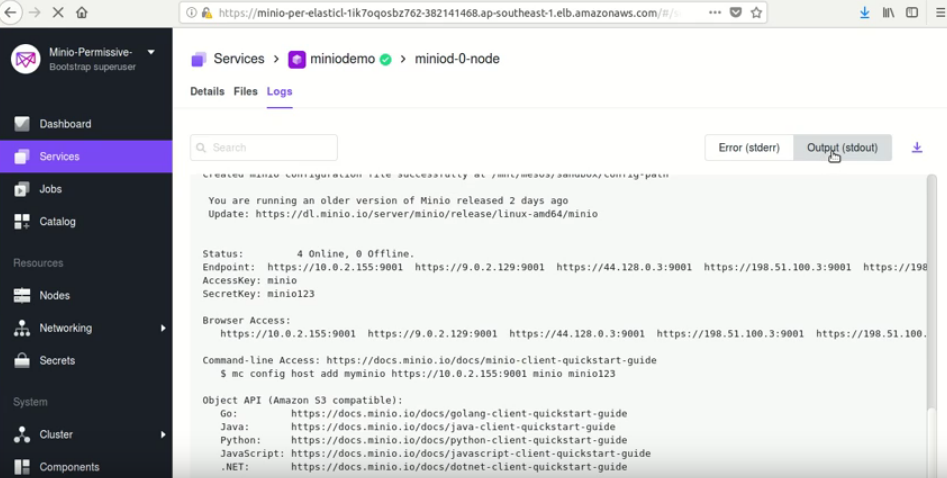 https://minio-per-elasticl-1ik7oqosbz762-382141468.ap-southeast-1.elb.amazonaws.com/#/s
Minio-Permissive-
Bootstrap superuser
Services > miniodemo > miniod-0-node
Details Files Logs
Dashboard
Services
Jobs
Catalog
Resources
Nodes
Networking
Secrets
System
Cluster
Components
Search
Error (stderr) Output (stdout)
Created minio configuration file successfully at /mnt/mesos/sandbox/config-path
You are running an older version of Minio released 2 days ago
Update: https://dl.minio.io/server/minio/release/linux-amd64/minio
Status: 4 Online, 0 Offline.
Endpoint: https://10.0.2.155:9001 https://9.0.2.129:9001 https://44.128.0.3:9001 https://198.51.100.3:9001 https://198
AccessKey: minio
SecretKey: minio123
Browser Access:
https://10.0.2.155:9001 https://9.0.2.129:9001 https://44.128.0.3:9001 https://198.51.100.3:9001 https://198.51.100.
Command-line Access: https://docs.minio.io/docs/minio-client-quickstart-guide
$ mc config host add myminio https://10.0.2.155:9001 minio minio123
Object API (Amazon S3 compatible):
Go: https://docs.minio.io/docs/golang-client-quickstart-guide
Java: https://docs.minio.io/docs/java-client-quickstart-guide
Python: https://docs.minio.io/docs/python-client-quickstart-guide
JavaScript: https://docs.minio.io/docs/javascript-client-quickstart-guide
.NET: https://docs.minio.io/docs/dotnet-client-quickstart-guide